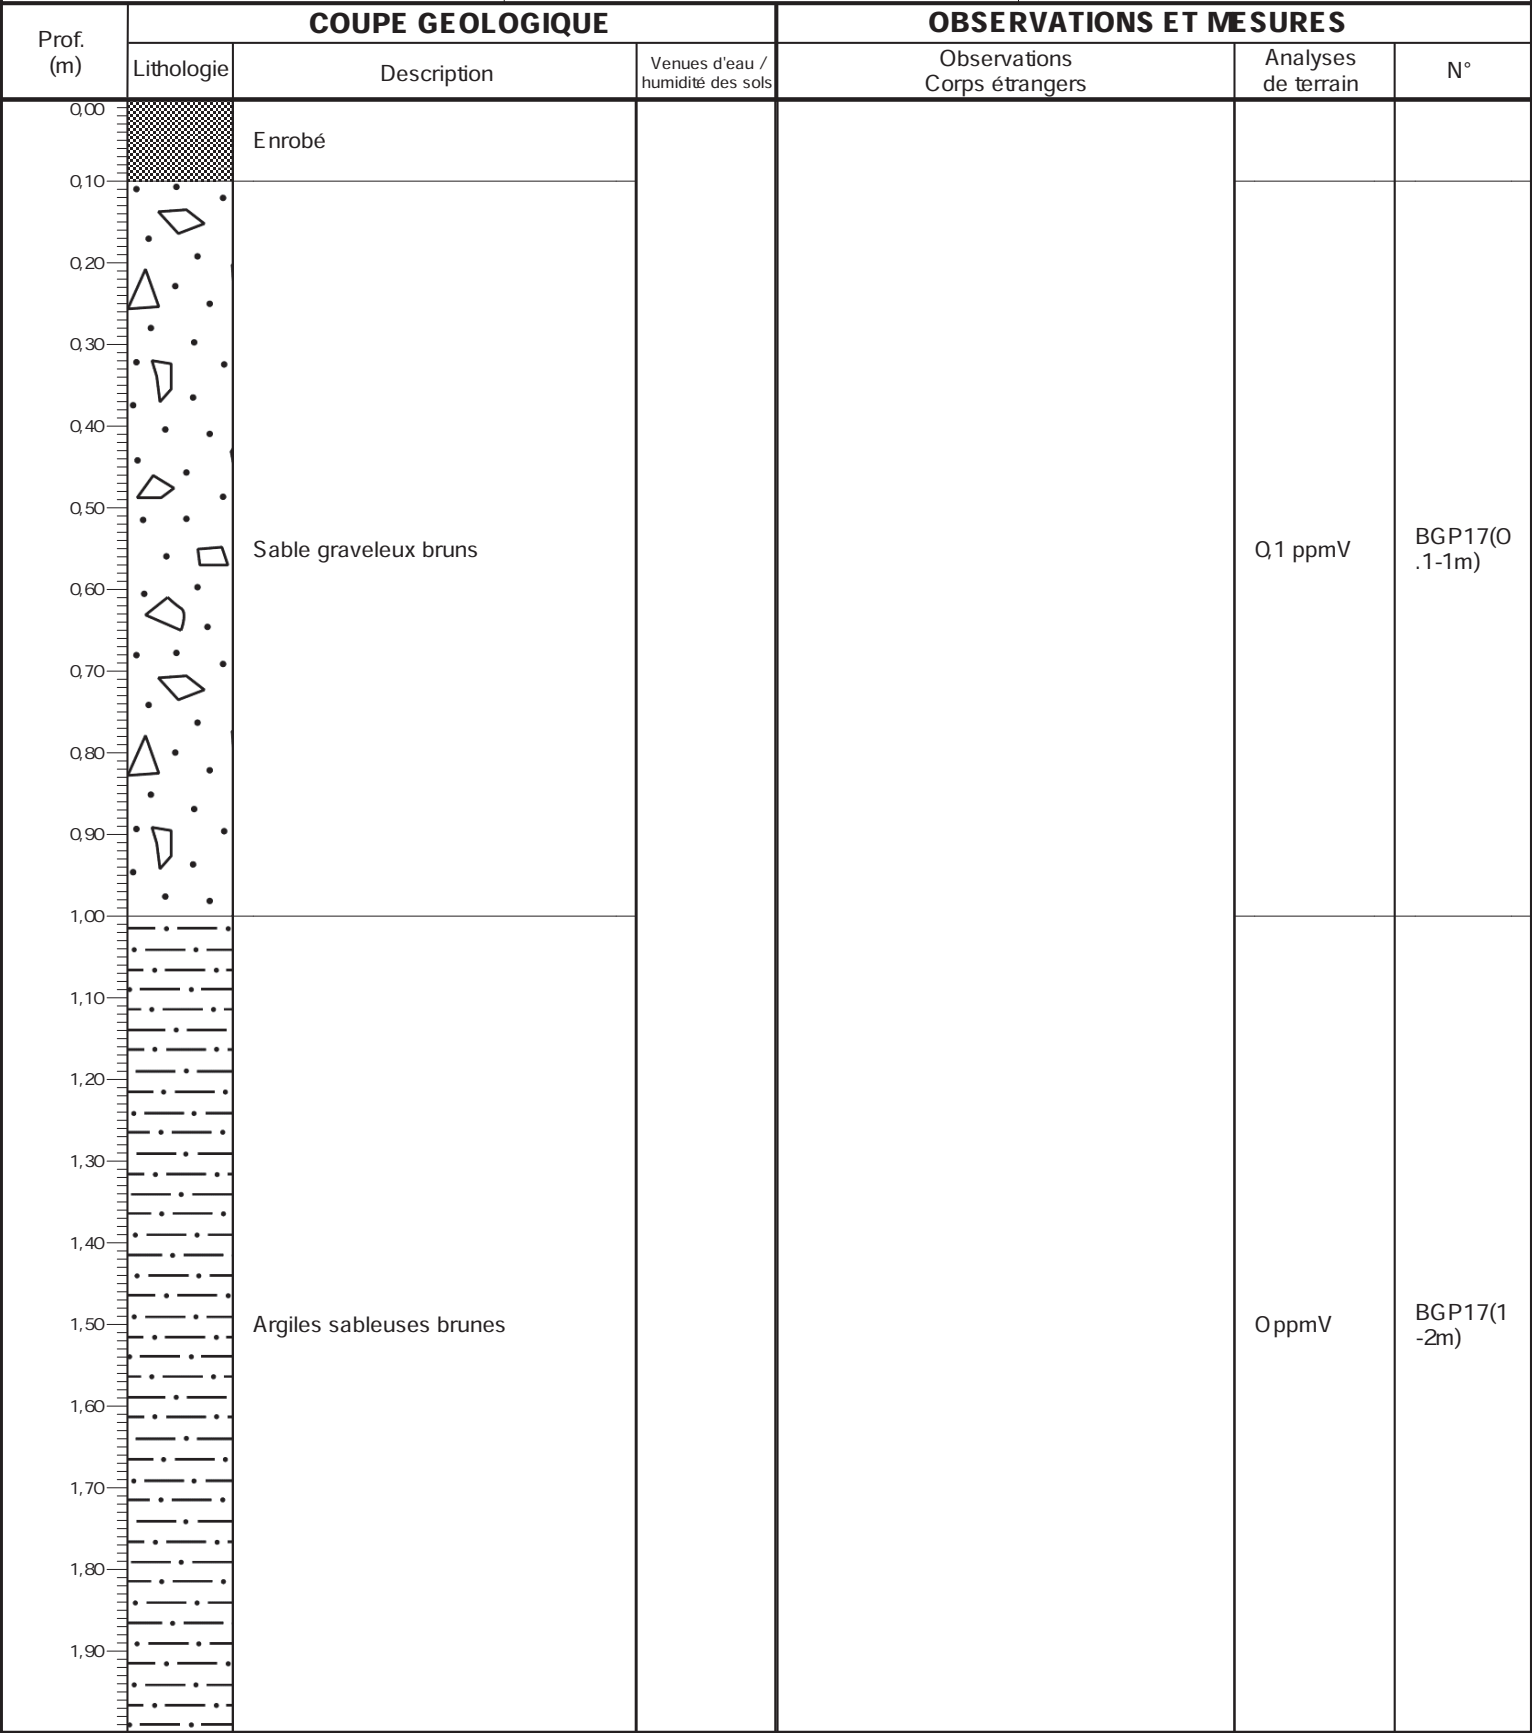 COUPE GEOLOGIQUE
OBSERVATIONS ET MESURES
Prof.
(m)
Lithologie
Description
Venues d'eau /
humidité des sols
Observations
Corps étrangers
Analyses
de terrain
N°
0,00
Enrobé
0,10
0,20
0,30
0,40
0,50
Sable graveleux bruns
0,1 ppmV
BGP17(0
.1-1m)
0,60
0,70
0,80
0,90
1,00
1,10
1,20
1,30
1,40
1,50
Argiles sableuses brunes
0 ppmV
BGP17(1
-2m)
1,60
1,70
1,80
1,90